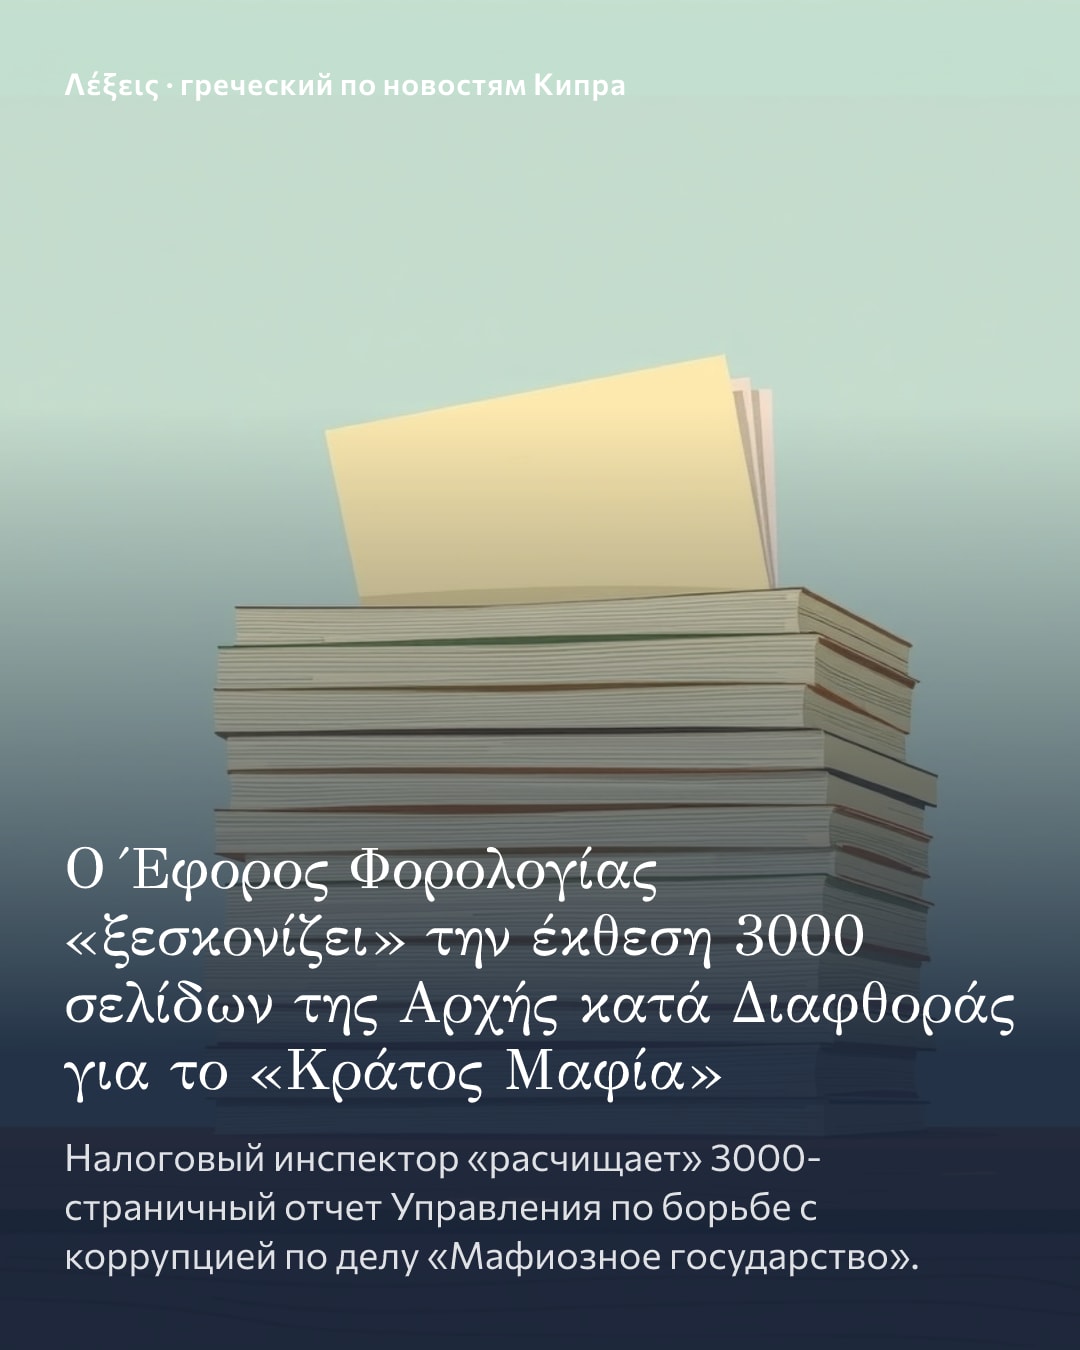 Λέξεις · греческий по новостям Кипра
Ο Έφορος Φορολογίας
«ξεσκονίζει» την έκθεση 3000
σελίδων της Αρχής κατά Διαφθοράς
για το «Κράτος Μαφία»
Налоговый инспектор «расчищает» 3000-
страничный отчет Управления по борьбе с
коррупцией по делу «Мафиозное государство».